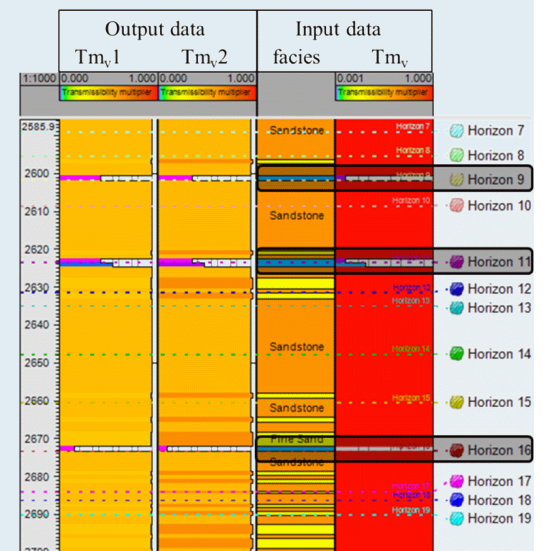 Output data Input data
Tmv1 Tmv2 facies Tmv
1:1000 0.000 1.000 0.000 1.000 0.001 1.000
Transmissibility multiplier Transmissibility multiplier Transmissibility multiplier
2585.9
Sandstone
Horizon 7
Horizon 7
Horizon 8
Horizon 8
2600
Horizon 9
Horizon 9
Horizon 10
Horizon 10
2610
Sandstone
2620
Horizon 11
2630
Horizon 12
Horizon 12
Horizon 13
Horizon 13
2640
Sandstone
Horizon 14
Horizon 14
2650
2660
Sandstone
Horizon 15
Horizon 15
2670
Fine Sand
Horizon 16
Sandstone
2680
Horizon 17
Horizon 18
2690
Horizon 19
Horizon 19
2700